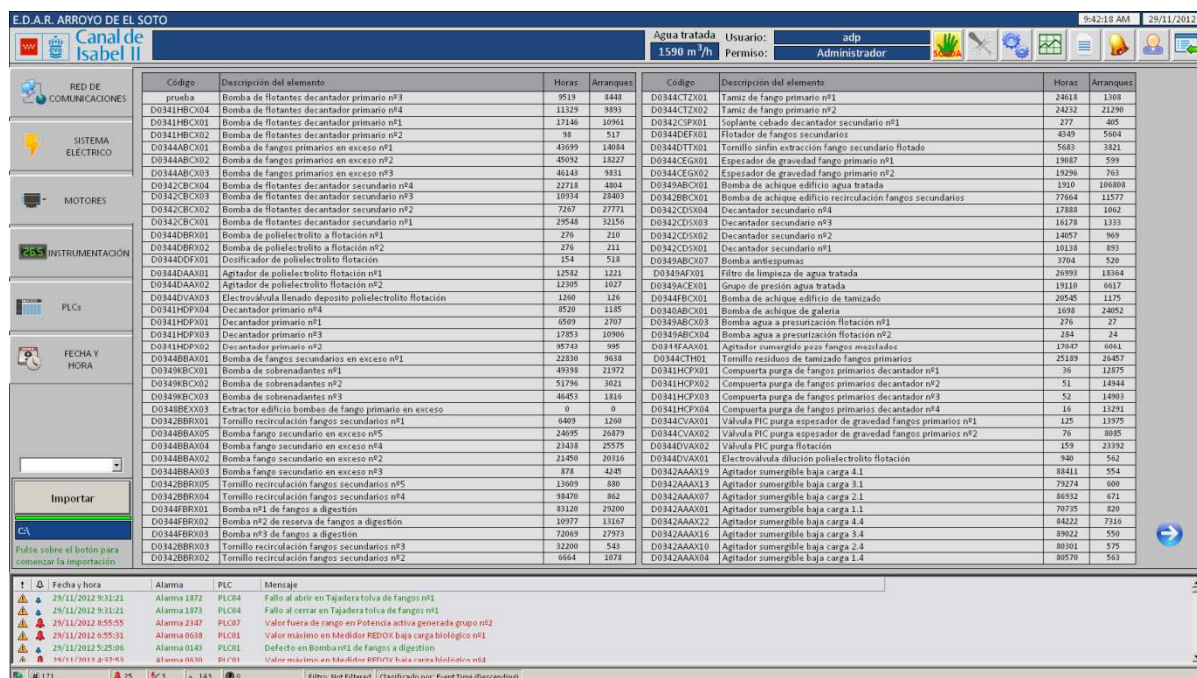 E.D.A.R. ARROYO DE EL SOTO 9:42:18 AM 29/11/2012
Canal de Isabel II
Agua tratada Usuario: adp
1590 m³/h Permiso: Administrador
RED DE COMUNICACIONES
SISTEMA ELÉCTRICO
MOTORES
INSTRUMENTACIÓN
PLCs
FECHA Y HORA
Importar
C:\
Pulse sobre el botón para
comenzar la importación
Código Descripción del elemento Horas Arranques
prueba Bomba de flotantes decantador primario nº3 9519 8448
D0341HBCX04 Bomba de flotantes decantador primario nº4 11329 9893
D0341HBCX01 Bomba de flotantes decantador primario nº1 17146 10961
D0341HBCX02 Bomba de flotantes decantador primario nº2 98 517
D0344ABCX01 Bomba de fangos primarios en exceso nº1 43699 14084
D0344ABCX02 Bomba de fangos primarios en exceso nº2 45092 18227
D0344ABCX03 Bomba de fangos primarios en exceso nº3 46143 9831
D0342CBCX04 Bomba de flotantes decantador secundario nº4 22718 4804
D0342CBCX03 Bomba de flotantes decantador secundario nº3 10934 28403
D0342CBCX02 Bomba de flotantes decantador secundario nº2 7267 27771
D0342CBCX01 Bomba de flotantes decantador secundario nº1 29548 32156
D0344DBRX01 Bomba de polielectrolito a flotación nº1 276 210
D0344DBRX02 Bomba de polielectrolito a flotación nº2 276 211
D0344DDFX01 Dosificador de polielectrolito flotación 154 518
D0344DAAX01 Agitador de polielectrolito flotación nº1 12582 1221
D0344DAAX02 Agitador de polielectrolito flotación nº2 12305 1027
D0344DVAX03 Electroválvula llenado deposito polielectrolito flotación 1260 126
D0341HDPX04 Decantador primario nº4 8520 1185
D0341HDPX01 Decantador primario nº1 6509 2707
D0341HDPX03 Decantador primario nº3 17853 10906
D0341HDPX02 Decantador primario nº2 95743 995
D0344BBAX01 Bomba de fangos secundarios en exceso nº1 22830 9638
D0349KBCX01 Bomba de sobrenadantes nº1 49398 21972
D0349KBCX02 Bomba de sobrenadantes nº2 51796 3021
D0349KBCX03 Bomba de sobrenadantes nº3 46453 1816
D0348BEXX03 Extractor edificio bombeo de fango primario en exceso 0 0
D0342BBRX01 Tornillo recirculación fangos secundarios nº1 6409 1260
D0344BBAX05 Bomba fango secundario en exceso nº5 24695 26879
D0344BBAX04 Bomba fango secundario en exceso nº4 23438 25575
D0344BBAX02 Bomba fango secundario en exceso nº2 21450 20316
D0344BBAX03 Bomba fango secundario en exceso nº3 878 4245
D0342BBRX05 Tornillo recirculación fangos secundarios nº5 13609 880
D0342BBRX04 Tornillo recirculación fangos secundarios nº4 98470 862
D0344FBRX01 Bomba nº1 de fangos a digestión 83120 29200
D0344FBRX02 Bomba nº2 de reserva de fangos a digestión 10977 13167
D0344FBRX03 Bomba nº3 de fangos a digestión 72069 27973
D0342BBRX03 Tornillo recirculación fangos secundarios nº3 32200 543
D0342BBRX02 Tornillo recirculación fangos secundarios nº2 6664 1078
Código Descripción del elemento Horas Arranques
D0344CTZX01 Tamiz de fango primario nº1 24618 1308
D0344CTZX02 Tamiz de fango primario nº2 24232 21290
D0342CSPX01 Soplante cebado decantador secundario nº1 277 405
D0344DEFX01 Flotador de fangos secundarios 4349 5604
D0344DTTX01 Tornillo sinfín extracción fango secundario flotado 5683 3821
D0344CEGX01 Espesador de gravedad fango primario nº1 19087 599
D0344CEGX02 Espesador de gravedad fango primario nº2 19296 763
D0349ABCX01 Bomba de achique edificio agua tratada 1910 106808
D0342BBCX01 Bomba de achique edificio recirculación fangos secundarios 77664 11577
D0342CDSX04 Decantador secundario nº4 17888 1062
D0342CDSX03 Decantador secundario nº3 16178 1333
D0342CDSX02 Decantador secundario nº2 14057 969
D0342CDSX01 Decantador secundario nº1 10138 893
D0349ABCX07 Bomba antiespumas 3704 520
D0349AFX01 Filtro de limpieza de agua tratada 26993 18364
D0349ACEX01 Grupo de presión agua tratada 19110 6617
D0344FBCX01 Bomba de achique edificio de tamizado 20545 1175
D0340ABCX01 Bomba de achique de galeria 1698 24052
D0349ABCX03 Bomba agua a presurización flotación nº1 276 27
D0349ABCX04 Bomba agua a presurización flotación nº2 284 24
D0344FAAX01 Agitador sumergido pozo fangos mezclados 17047 6061
D0344CTH01 Tornillo residuos de tamizado fangos primarios 25189 26457
D0341HCPX01 Compuerta purga de fangos primarios decantador nº1 36 12875
D0341HCPX02 Compuerta purga de fangos primarios decantador nº2 51 14944
D0341HCPX03 Compuerta purga de fangos primarios decantador nº3 52 14903
D0341HCPX04 Compuerta purga de fangos primarios decantador nº4 16 13291
D0344CVAX01 Válvula PIC purga espesador de gravedad fangos primarios nº1 125 13975
D0344CVAX02 Válvula PIC purga espesador de gravedad fangos primarios nº2 76 8085
D0344DVAX02 Válvula PIC purga flotación 159 23392
D0344DVAX01 Electroválvula dilución polielectrolito flotación 940 562
D0342AAAX19 Agitador sumergible baja carga 4.1 88411 554
D0342AAAX13 Agitador sumergible baja carga 3.1 79274 600
D0342AAAX07 Agitador sumergible baja carga 2.1 86932 671
D0342AAAX01 Agitador sumergible baja carga 1.1 70735 820
D0342AAAX22 Agitador sumergible baja carga 4.4 84222 7316
D0342AAAX16 Agitador sumergible baja carga 3.4 89022 550
D0342AAAX10 Agitador sumergible baja carga 2.4 80301 575
D0342AAAX04 Agitador sumergible baja carga 1.4 80570 563
! Fecha y hora Alarma PLC Mensaje
29/11/2012 9:31:21 Alarma 1872 PLC04 Fallo al abrir en Tajadera tolva de fangos nº1
29/11/2012 9:31:21 Alarma 1873 PLC04 Fallo al cerrar en Tajadera tolva de fangos nº1
29/11/2012 8:55:55 Alarma 2347 PLC07 Valor fuera de rango en Potencia activa generada grupo nº2
29/11/2012 6:55:31 Alarma 0638 PLC01 Valor máximo en Medidor REDOX baja carga biológico nº1
29/11/2012 5:25:06 Alarma 0143 PLC01 Defecto en Bomba nº1 de fangos a digestión
29/11/2012 4:37:53 Alarma 0620 PLC01 Valor máximo en Medidor REDOX baja carga biológico nº4
171 25 3 143 0 Filtro: Not Filtered Clasificado por: Event Time (Descending)